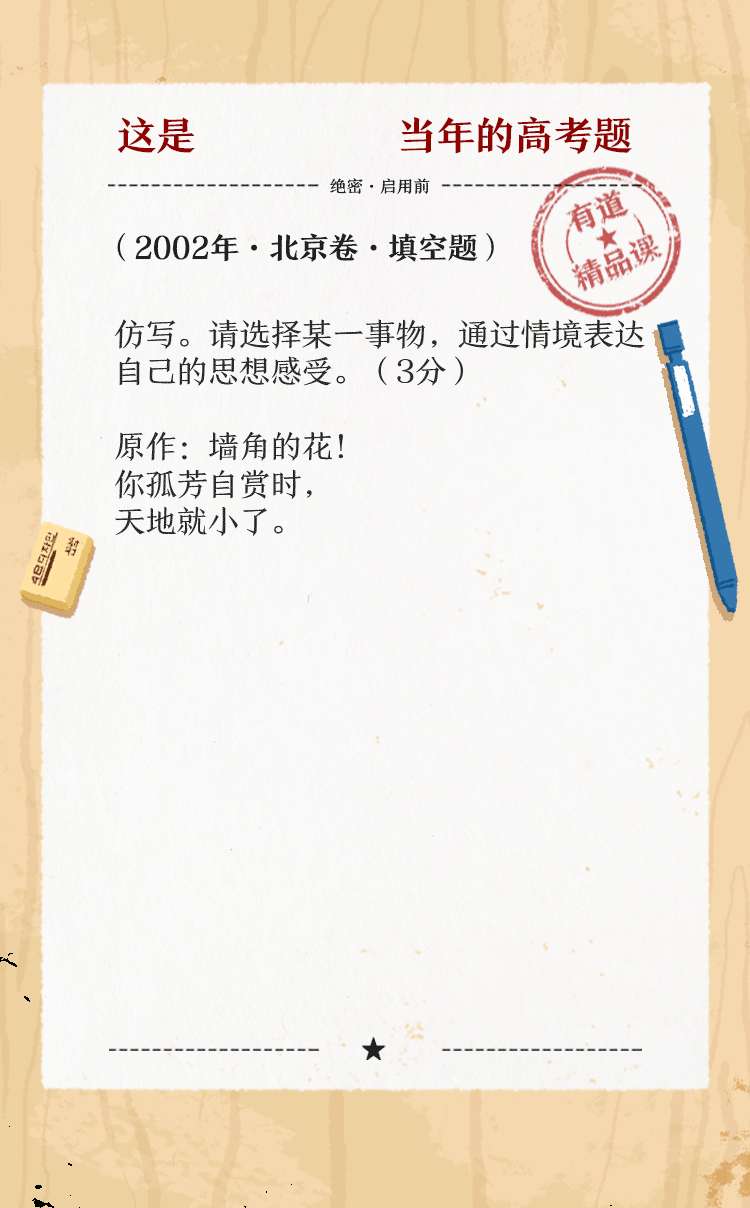 这是 当年的高考题
绝密·启用前
有道
精品课
（2002年·北京卷·填空题）
仿写。请选择某一事物，通过情境表达
自己的思想感受。（3分）
原作：墙角的花！
你孤芳自赏时，
天地就小了。